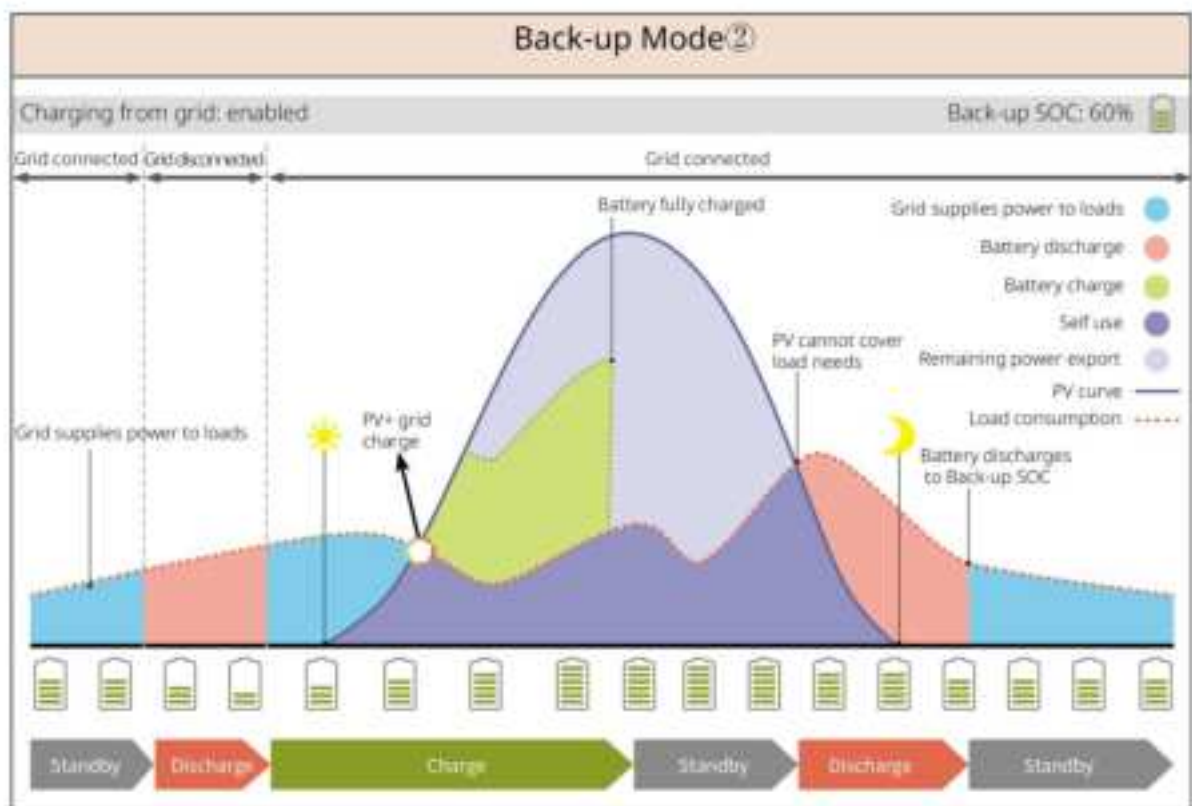 Back-up Mode②
Charging from grid: enabled
Back-up SOC: 60%
Grid connected
Grid disconnected
Grid connected
Battery fully charged
Grid supplies power to loads
Battery discharge
Battery charge
Self use
Remaining power export
PV curve
Load consumption
PV cannot cover
load needs
PV+ grid
charge
Grid supplies power to loads
Battery discharges
to Back-up SOC
Standby
Discharge
Charge
Standby
Discharge
Standby